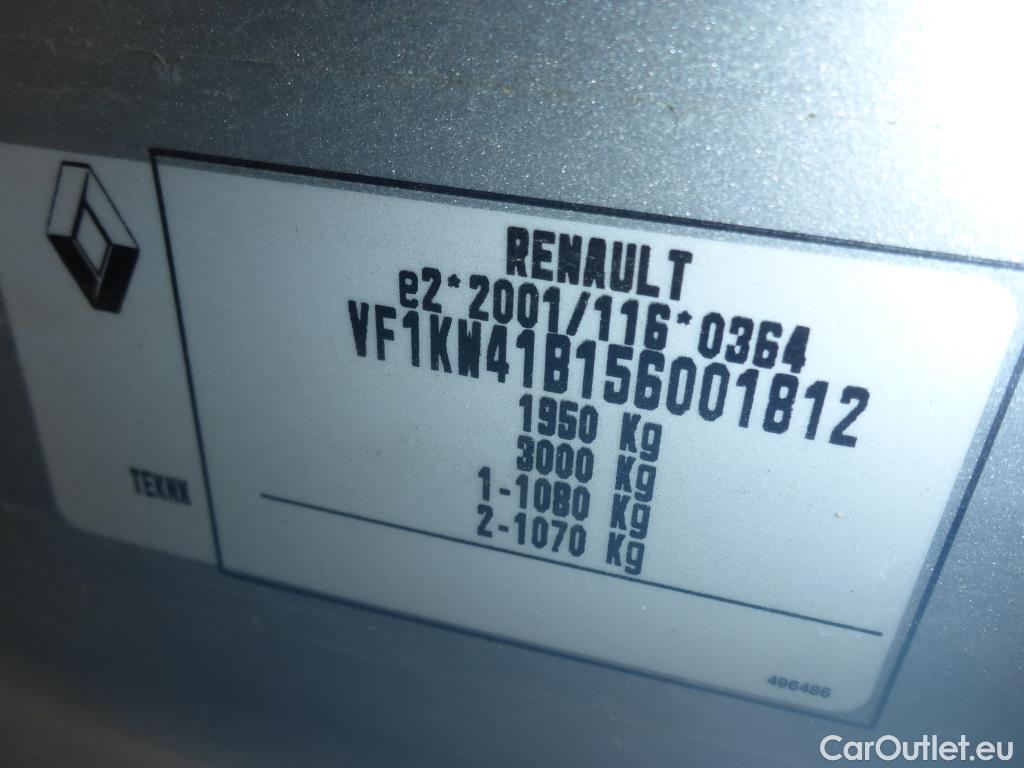 RENAULT
e2*2001/116*0364
VF1KW41B156001812
1950 Kg
3000 Kg
1-1080 Kg
2-1070 Kg
TEKNK
496486
CarOutlet.eu